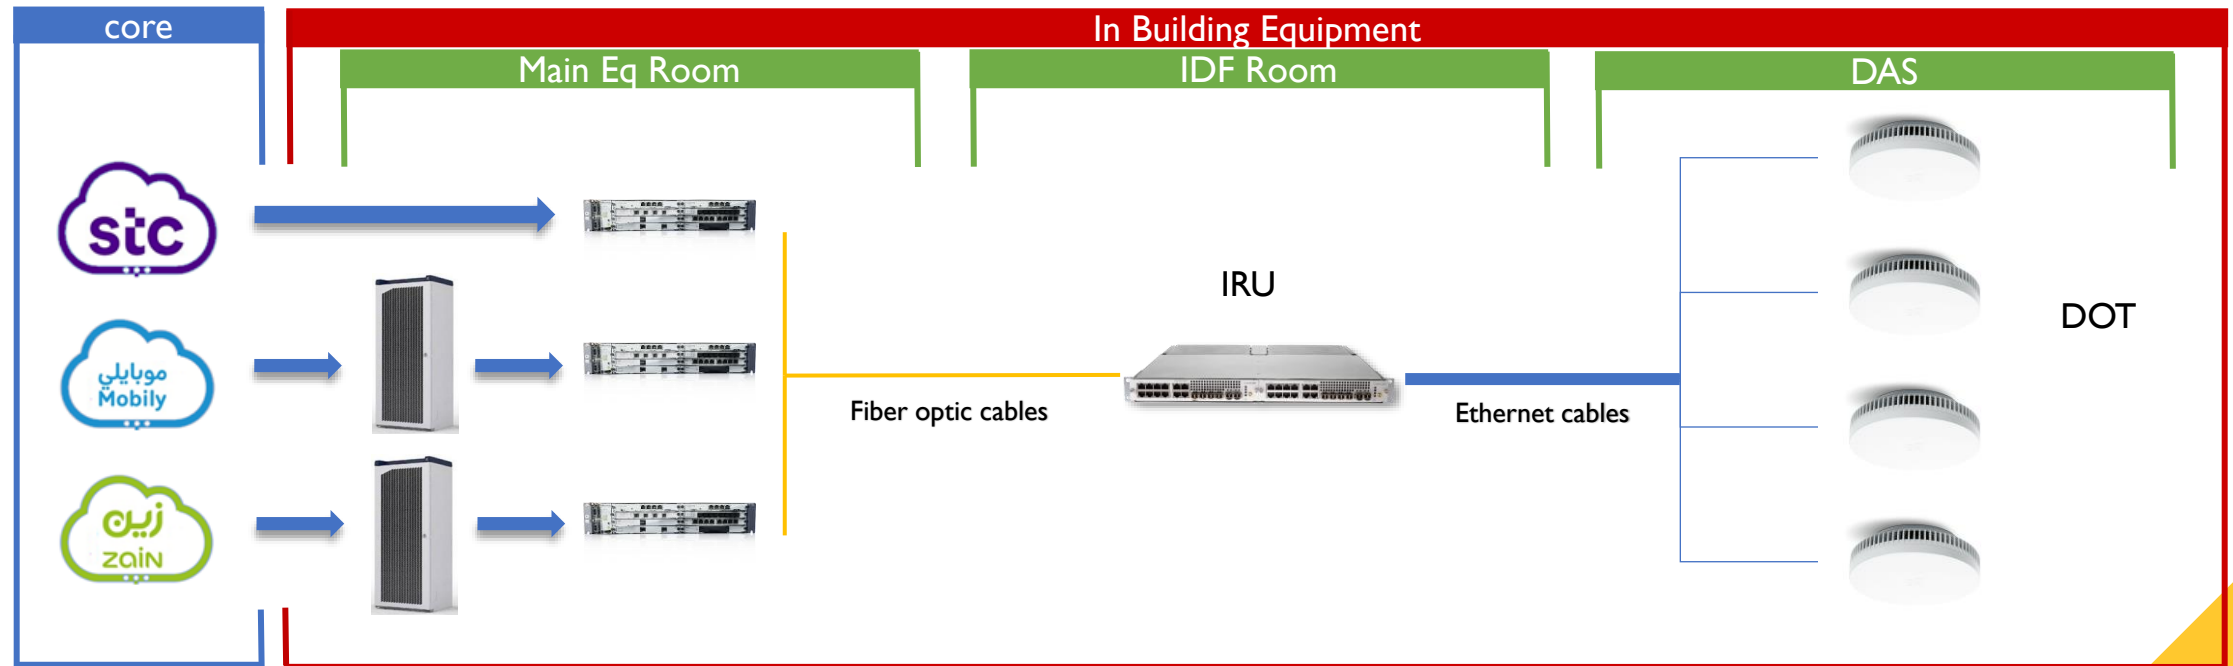 core
In Building Equipment
Main Eq Room
IDF Room
DAS
stc
موبايلي
Mobily
زين
zain
Fiber optic cables
IRU
Ethernet cables
DOT